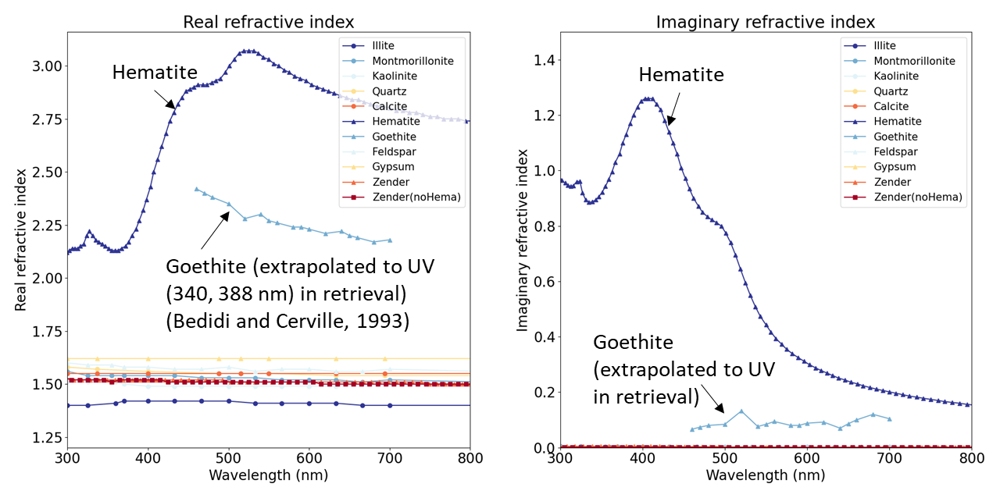 Real refractive index
3.00
2.75
2.50
2.25
2.00
1.75
1.50
1.25
300
400
500
600
700
800
Real refractive index
Wavelength (nm)
Illite
Montmorillonite
Kaolinite
Quartz
Calcite
Hematite
Goethite
Feldspar
Gypsum
Zender
Zender(noHema)
Hematite
Goethite (extrapolated to UV
(340, 388 nm) in retrieval)
(Bedidi and Cerville, 1993)
Imaginary refractive index
1.4
1.2
1.0
0.8
0.6
0.4
0.2
0.0
300
400
500
600
700
800
Imaginary refractive index
Wavelength (nm)
Illite
Montmorillonite
Kaolinite
Quartz
Calcite
Hematite
Goethite
Feldspar
Gypsum
Zender
Zender(noHema)
Hematite
Goethite
(extrapolated to UV
in retrieval)